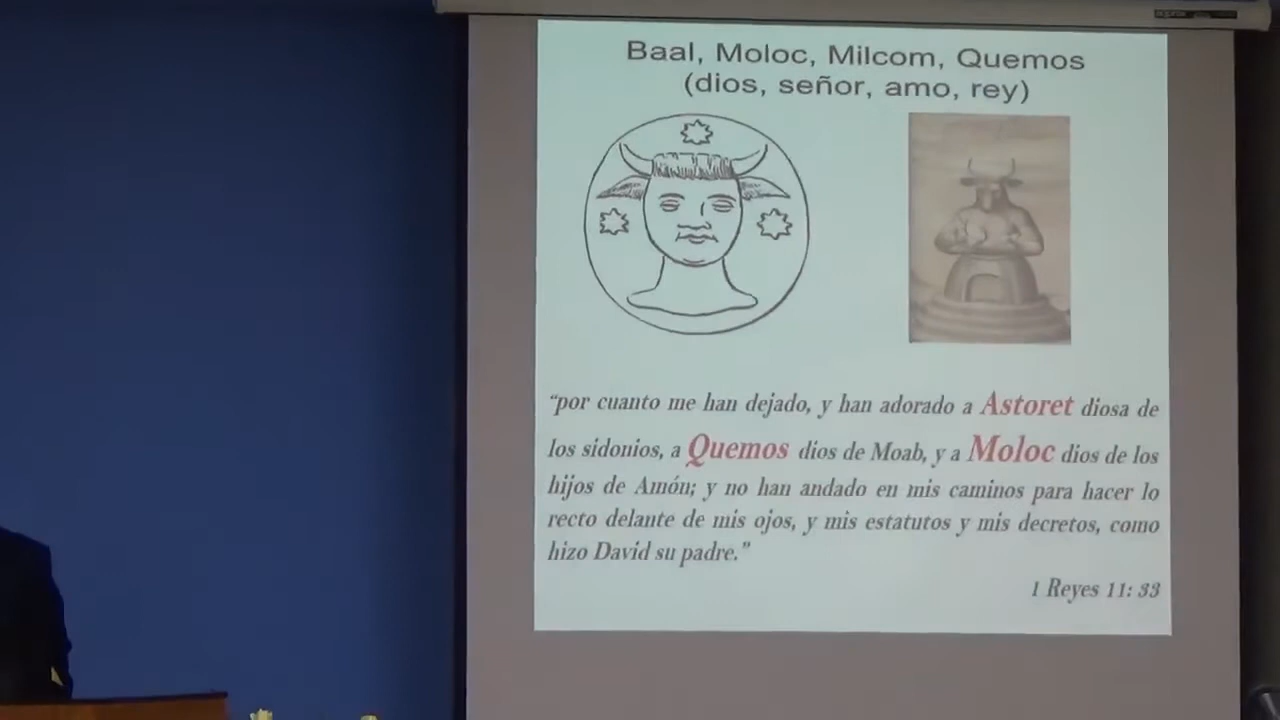 Baal, Moloc, Milcom, Quemos
(dios, señor, amo, rey)
“por cuanto me han dejado, y han adorado a Astoret diosa de
los sidonios, a Quemos dios de Moab, y a Moloc dios de los
hijos de Amón; y no han andado en mis caminos para hacer lo
recto delante de mis ojos, y mis estatutos y mis decretos, como
hizo David su padre.”
1 Reyes 11: 33